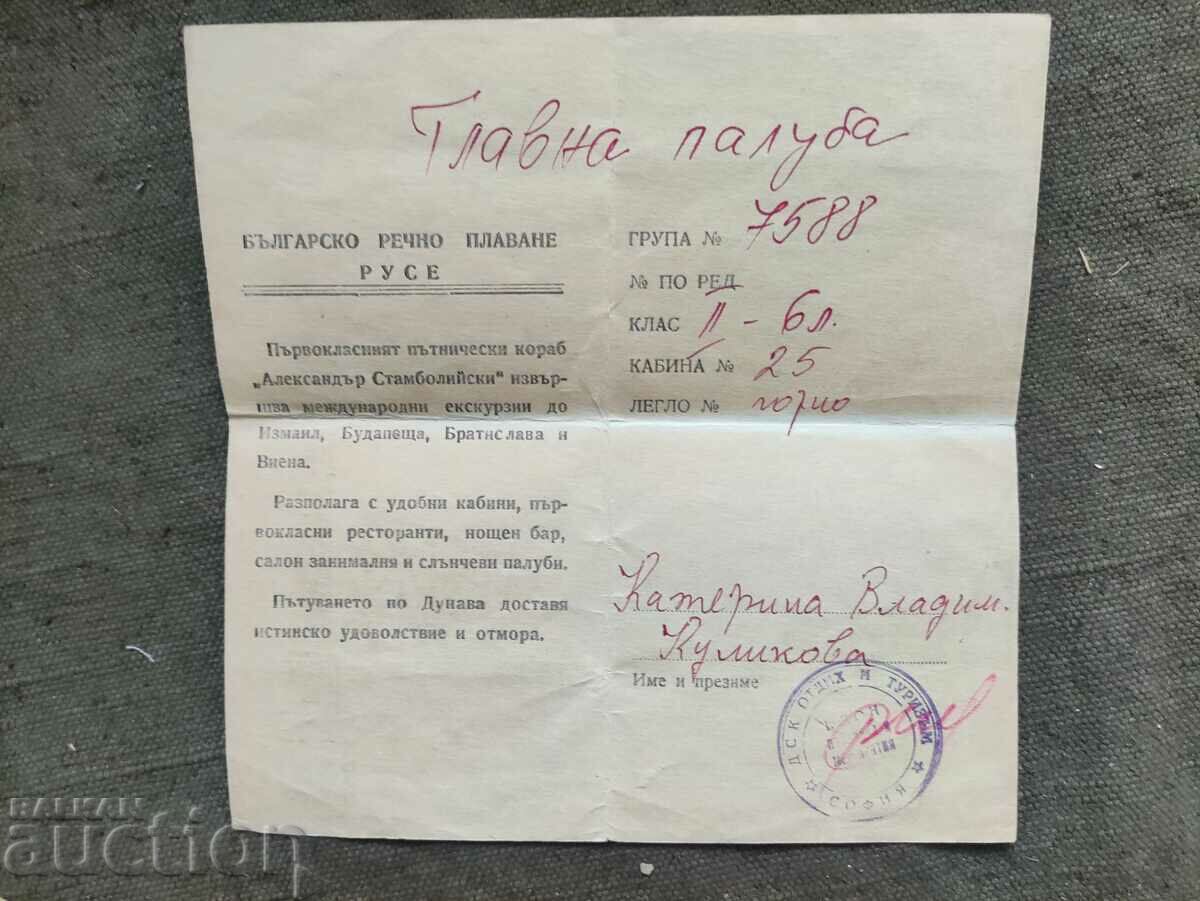 Главна палуба
БЪЛГАРСКО РЕЧНО ПЛАВАНЕ
РУСЕ
Първокласният пътнически кораб
„Александър Стамболийски" извър-
шва международни екскурзии до
Измаил, Будапеща, Братислава и
Виена.
Разполага с удобни кабини, пър-
вокласни ресторанти, нощен бар,
салон занималня и слънчеви палуби.
Пътуването по Дунава доставя
истинско удоволствие и отмора.
ГРУПА № 7588
№ ПО РЕД
КЛАС II - 6л.
КАБИНА № 25
ЛЕГЛО № горно
Катерина Владим.
Куликова
Име и презиме
ДСК ОТДИХ И ТУРИЗЪМ
СОФИЯ
БАЛКАН
auction